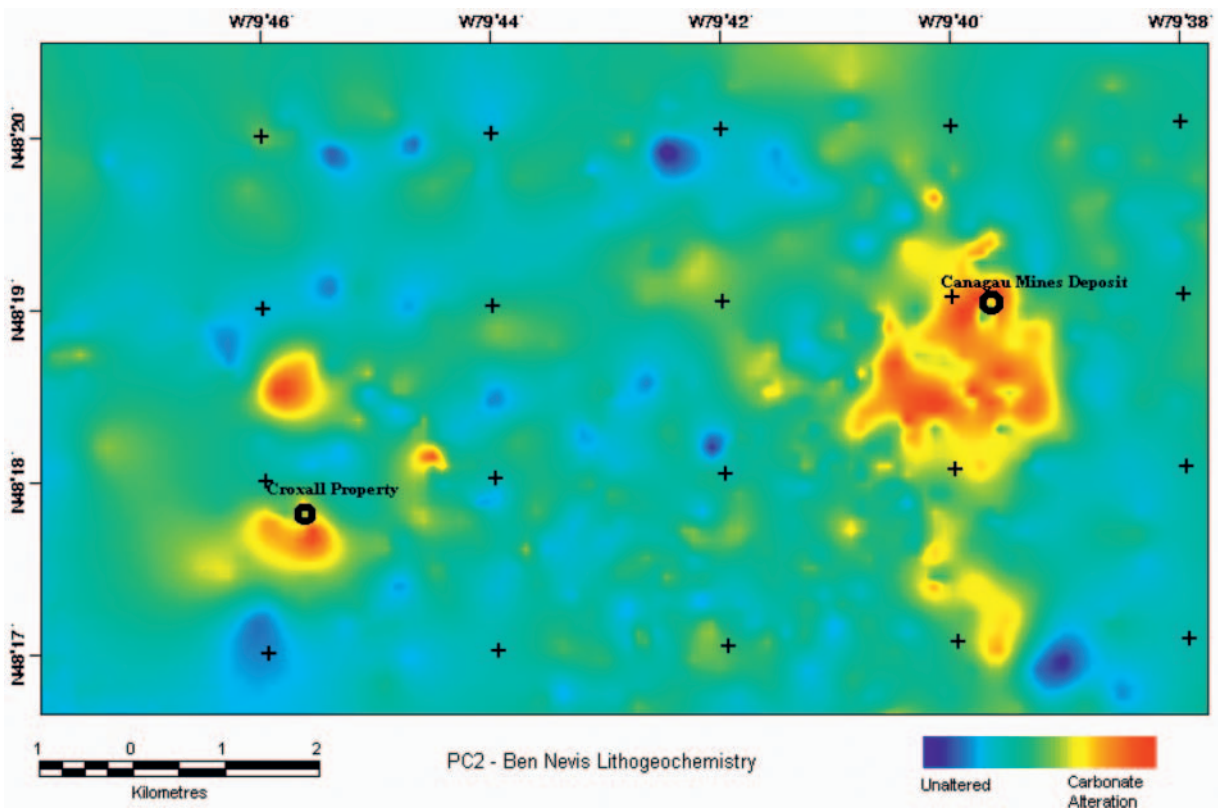 W79°46′ W79°44′ W79°42′ W79°40′ W79°38′
N48°20′
N48°19′
Canagau Mines Deposit
N48°18′
Croxall Property
N48°17′
1 0 1 2
Kilometres
PC2 - Ben Nevis Lithogeochemistry
Unaltered
Carbonate
Alteration